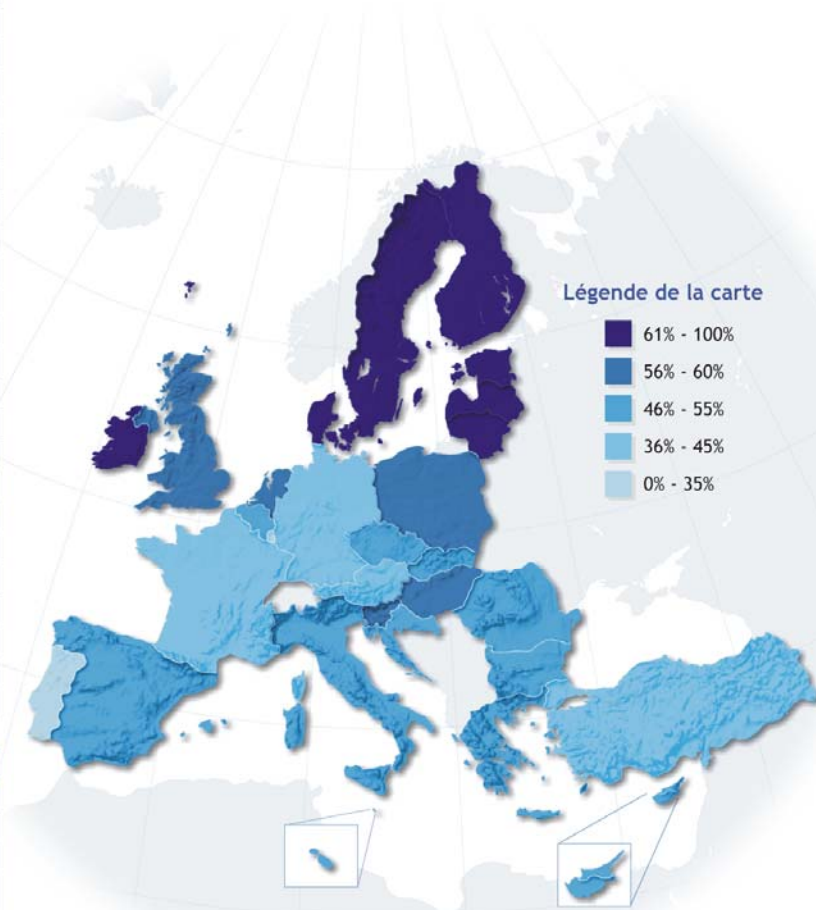 Légende de la carte
61% - 100%
56% - 60%
46% - 55%
36% - 45%
0% - 35%